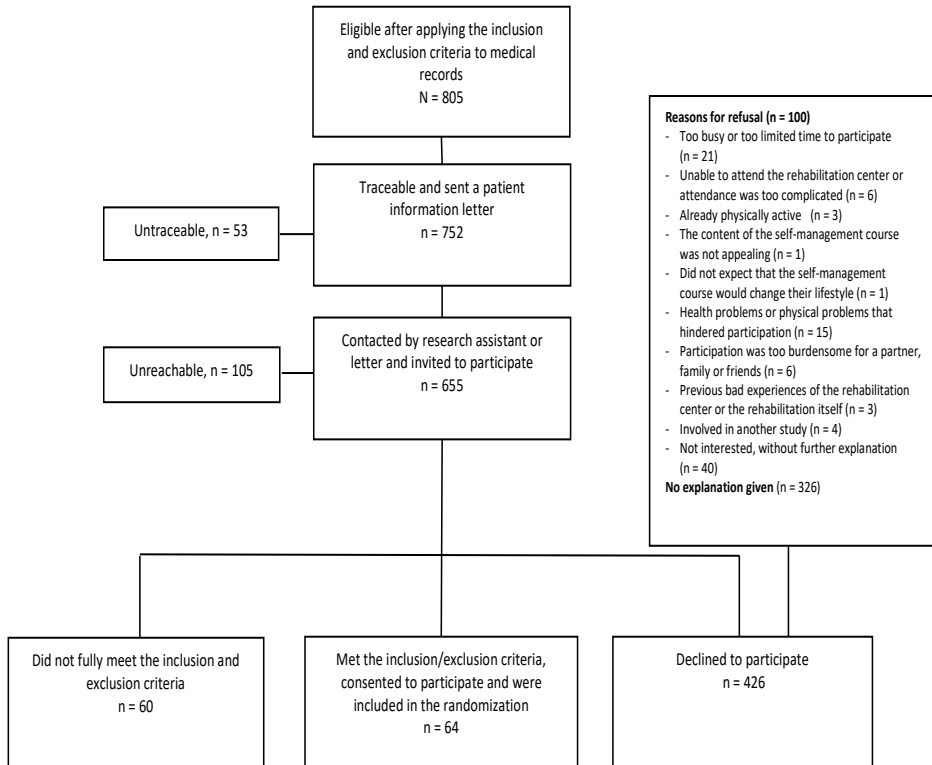 Eligible after applying the inclusion
and exclusion criteria to medical
records
N = 805
Traceable and sent a patient
information letter
n = 752
Untraceable, n = 53
Contacted by research assistant or
letter and invited to participate
n = 655
Unreachable, n = 105
Reasons for refusal (n = 100)
- Too busy or too limited time to participate
(n = 21)
- Unable to attend the rehabilitation center or
attendance was too complicated (n = 6)
- Already physically active (n = 3)
- The content of the self-management course
was not appealing (n = 1)
- Did not expect that the self-management
course would change their lifestyle (n = 1)
- Health problems or physical problems that
hindered participation (n = 15)
- Participation was too burdensome for a partner,
family or friends (n = 6)
- Previous bad experiences of the rehabilitation
center or the rehabilitation itself (n = 3)
- Involved in another study (n = 4)
- Not interested, without further explanation
(n = 40)
No explanation given (n = 326)
Did not fully meet the inclusion and
exclusion criteria
n = 60
Met the inclusion/exclusion criteria,
consented to participate and were
included in the randomization
n = 64
Declined to participate
n = 426